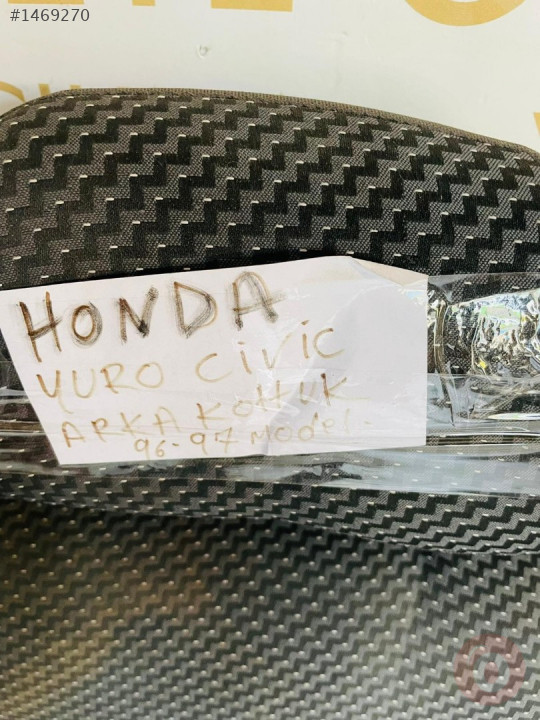 #1469270
HONDA
YURO CiViC
ARKA KOLTUK
96-97 MODEL-